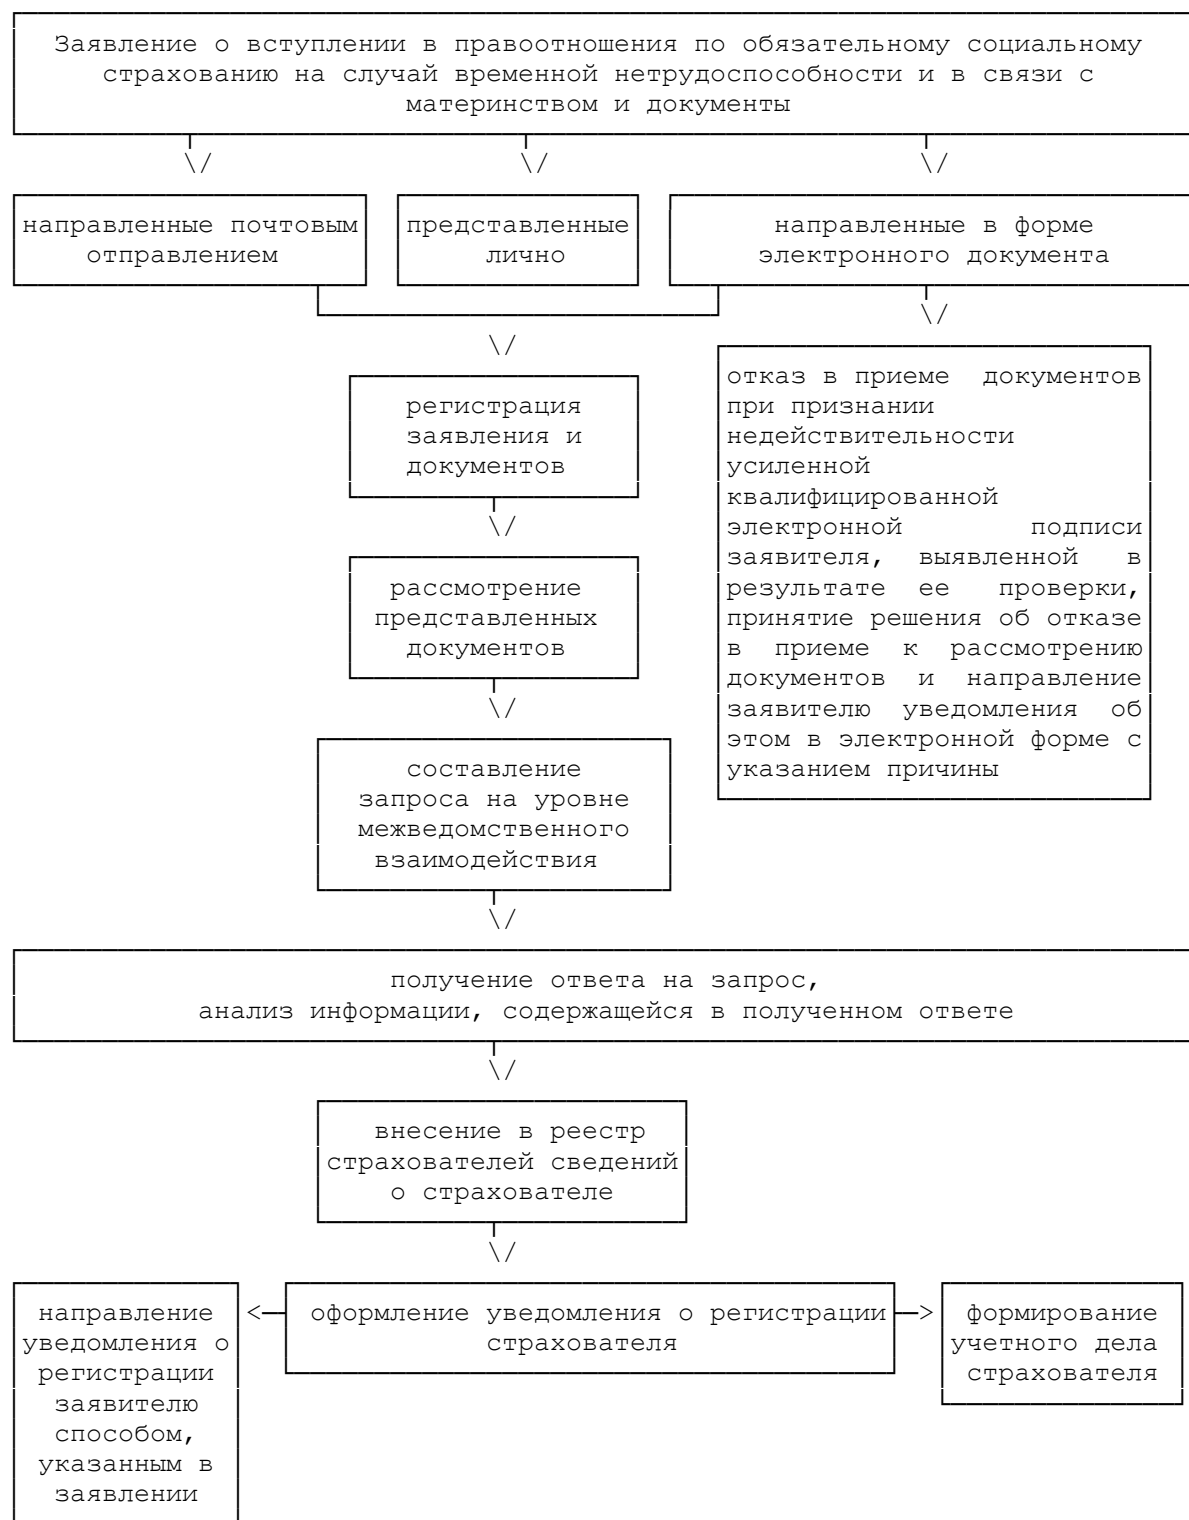 Заявление о вступлении в правоотношения по обязательному социальному
страхованию на случай временной нетрудоспособности и в связи с
материнством и документы
\/ \/ \/
направленные почтовым
отправлением
представленные
лично
направленные в форме
электронного документа
\/
\/
регистрация
заявления и
документов
\/
рассмотрение
представленных
документов
\/
составление
запроса на уровне
межведомственного
взаимодействия
\/
отказ в приеме документов
при признании
недействительности
усиленной
квалифицированной
электронной подписи
заявителя, выявленной в
результате ее проверки,
принятие решения об отказе
в приеме к рассмотрению
документов и направление
заявителю уведомления об
этом в электронной форме с
указанием причины
получение ответа на запрос,
анализ информации, содержащейся в полученном ответе
\/
внесение в реестр
страхователей сведений
о страхователе
\/
направление
уведомления о
регистрации
заявителю
способом,
указанным в
заявлении
оформление уведомления о регистрации
страхователя
формирование
учетного дела
страхователя